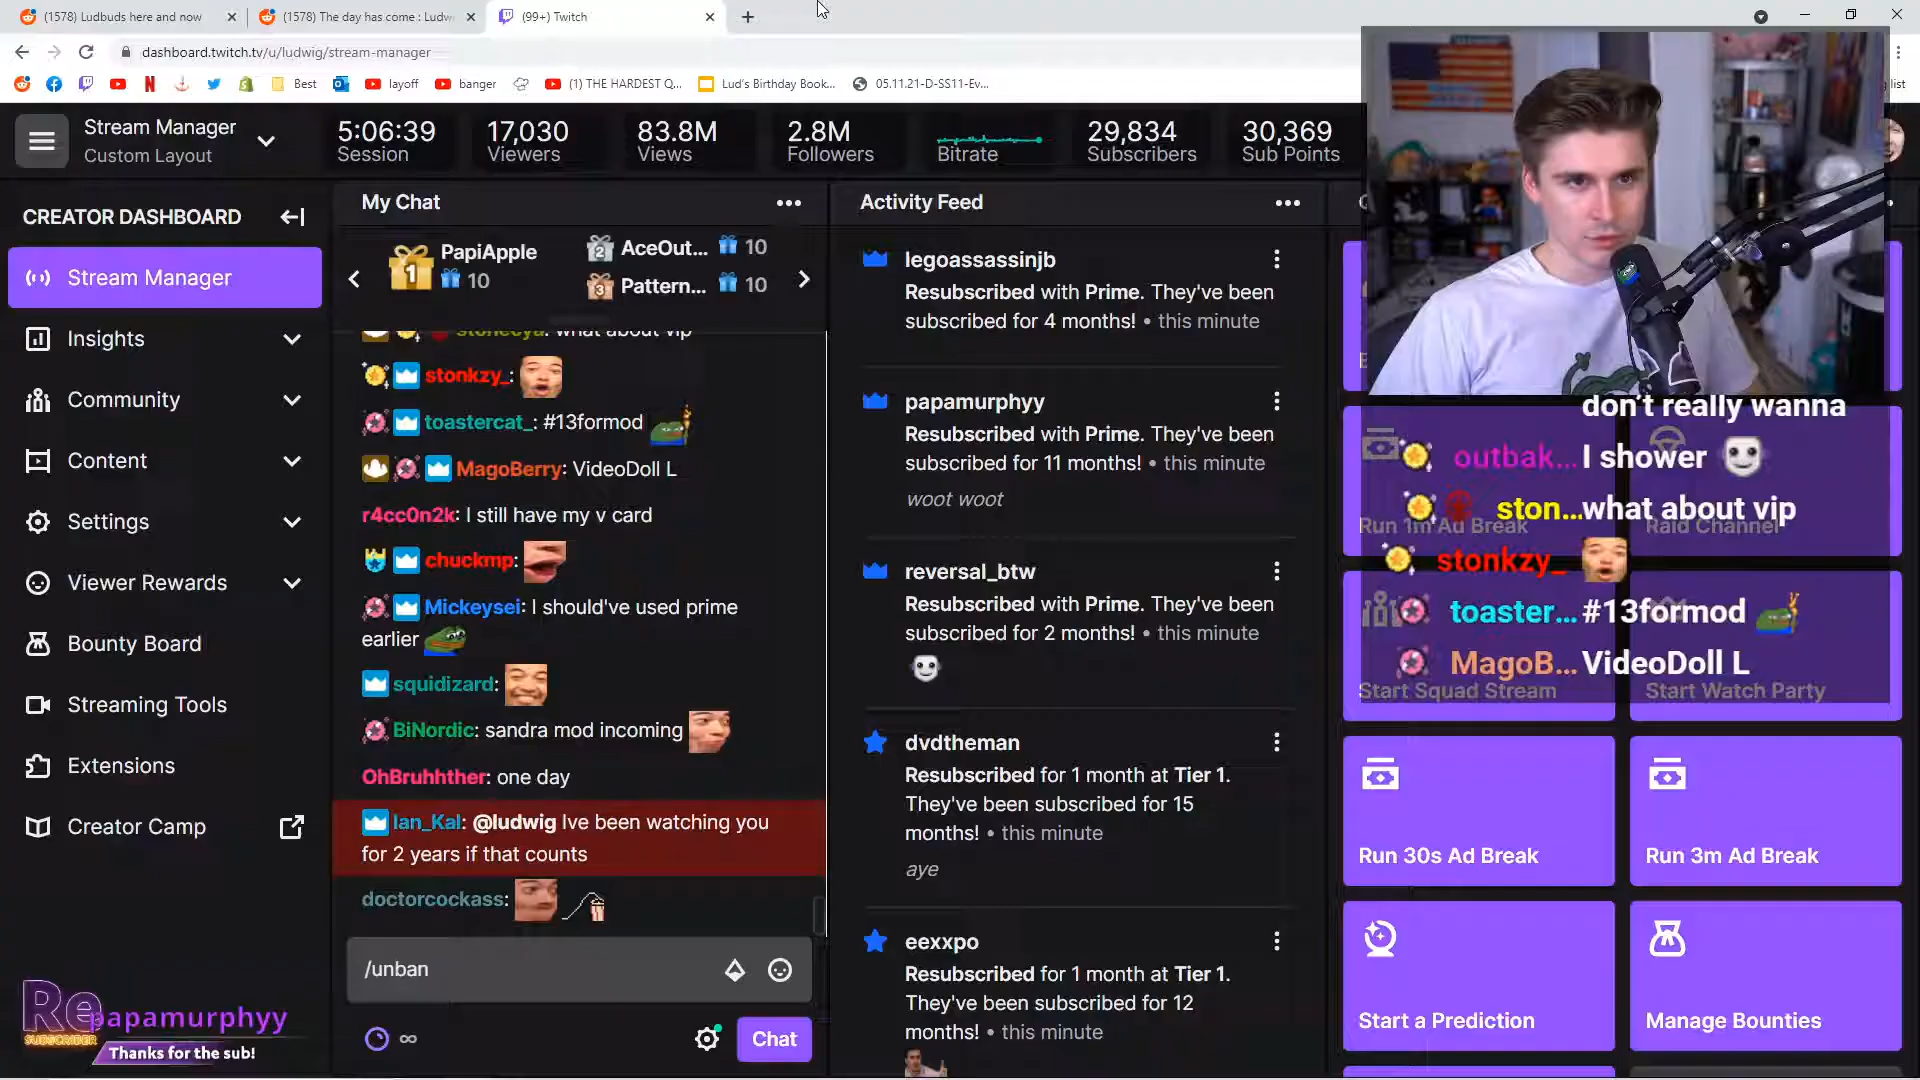 (1578) Ludbuds here and now
(1578) The day has come : Ludw
(99+) Twitch
dashboard.twitch.tv/u/ludwig/stream-manager
Best
layoff
banger
(1) THE HARDEST Q...
Lud's Birthday Book...
05.11.21-D-SS11-Ev...
list
Stream Manager
Custom Layout
5:06:39
Session
17,030
Viewers
83.8M
Views
2.8M
Followers
Bitrate
29,834
Subscribers
30,369
Sub Points
CREATOR DASHBOARD
Stream Manager
Insights
Community
Content
Settings
Viewer Rewards
Bounty Board
Streaming Tools
Extensions
Creator Camp
Re
SUBSCRIBER
papamurphyy
Thanks for the sub!
My Chat
1
PapiApple
10
2
AceOut...
10
3
Pattern...
10
stonecya: what about vip
stonkzy_:
toastercat_: #13formod
MagoBerry: VideoDoll L
r4cc0n2k: I still have my v card
chuckmp:
Mickeysei: I should've used prime
earlier
squidizard:
BiNordic: sandra mod incoming
OhBruhhther: one day
Ian_Kal: @ludwig Ive been watching you
for 2 years if that counts
doctorcockass:
/unban
Chat
Activity Feed
legoassassinjb
Resubscribed with Prime. They've been
subscribed for 4 months! • this minute
papamurphyy
Resubscribed with Prime. They've been
subscribed for 11 months! • this minute
woot woot
reversal_btw
Resubscribed with Prime. They've been
subscribed for 2 months! • this minute
dvdtheman
Resubscribed for 1 month at Tier 1.
They've been subscribed for 15
months! • this minute
aye
eexxpo
Resubscribed for 1 month at Tier 1.
They've been subscribed for 12
months! • this minute
don't really wanna
outbak... I shower
ston... what about vip
Run 1m Ad Break
Raid Channel
stonkzy_
toaster... #13formod
MagoB... VideoDoll L
Start Squad Stream
Start Watch Party
Run 30s Ad Break
Run 3m Ad Break
Start a Prediction
Manage Bounties